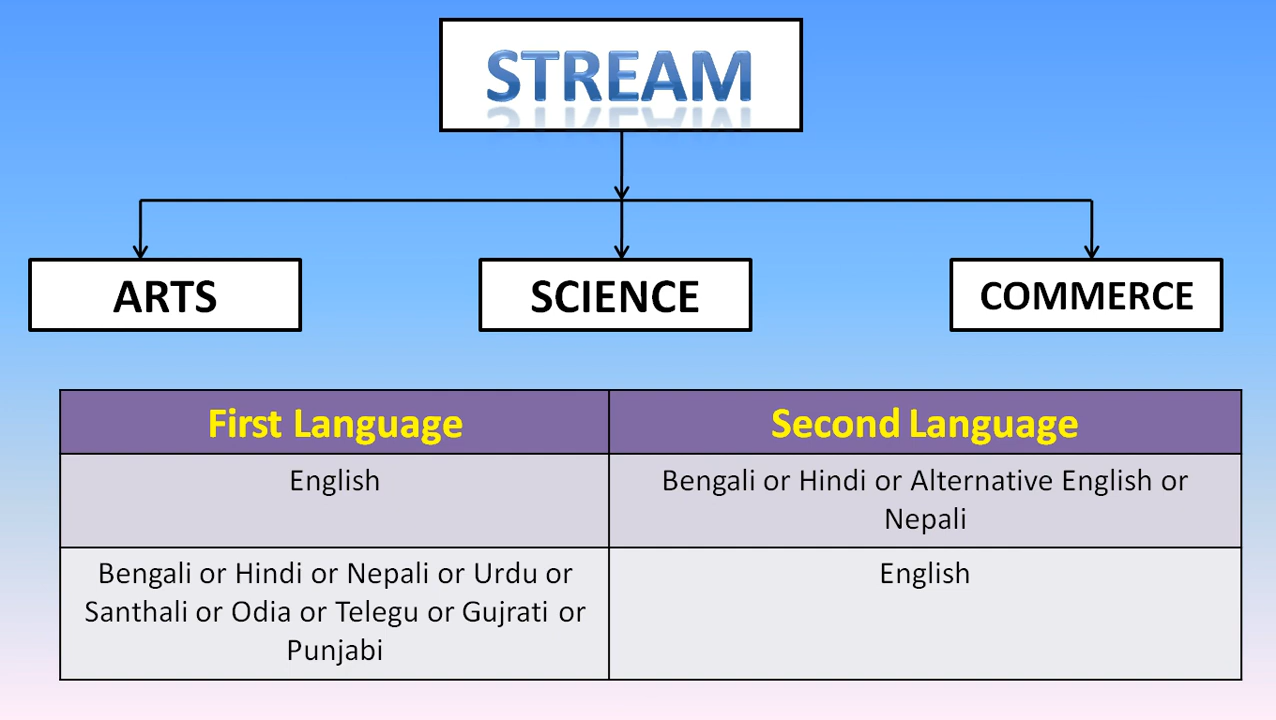 STREAM
ARTS
SCIENCE
COMMERCE
First Language
Second Language
English
Bengali or Hindi or Alternative English or
Nepali
Bengali or Hindi or Nepali or Urdu or
Santhali or Odia or Telegu or Gujrati or
Punjabi
English